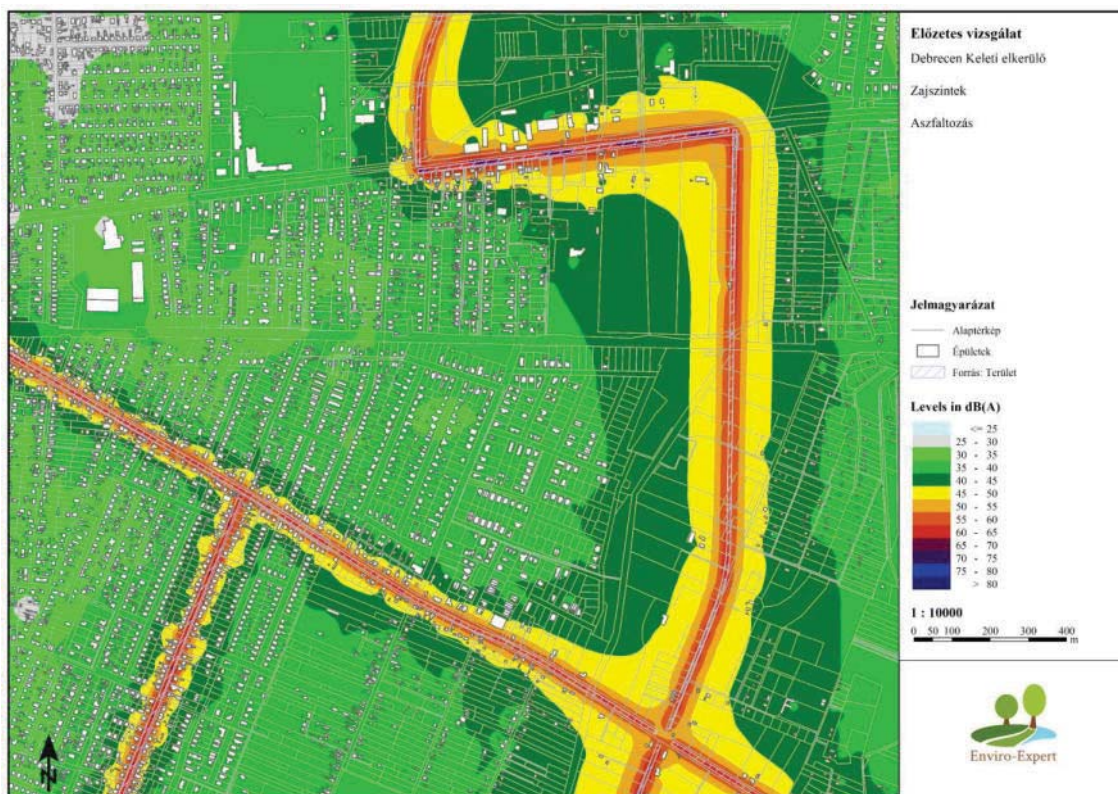 Előzetes vizsgálat
Debrecen Keleti elkerülő
Zajszintek
Aszfaltozás
Jelmagyarázat
Alaptérkép
Épületek
Forrás: Terület
Levels in dB(A)
<= 25
25 - 30
30 - 35
35 - 40
40 - 45
45 - 50
50 - 55
55 - 60
60 - 65
65 - 70
70 - 75
75 - 80
> 80
1 : 10000
0 50 100 200 300 400
m
Enviro-Expert
N